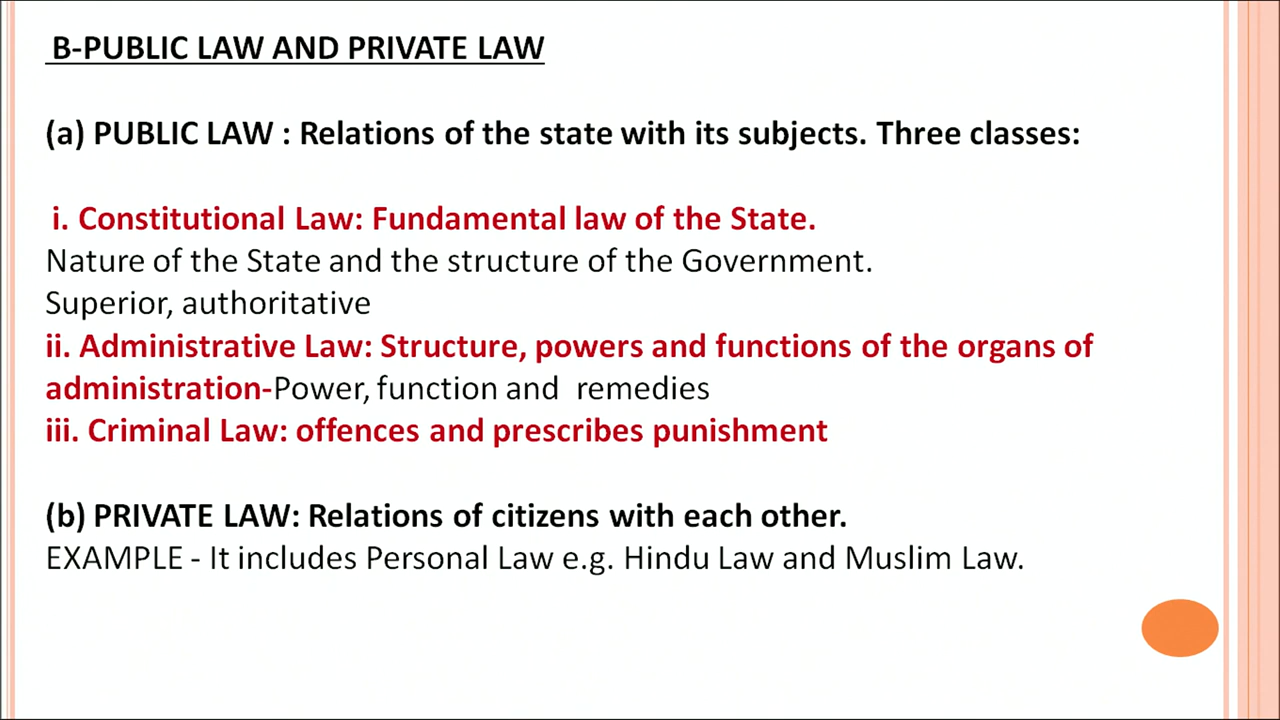 B-PUBLIC LAW AND PRIVATE LAW
(a) PUBLIC LAW : Relations of the state with its subjects. Three classes:
i. Constitutional Law: Fundamental law of the State.
Nature of the State and the structure of the Government.
Superior, authoritative
ii. Administrative Law: Structure, powers and functions of the organs of
administration-Power, function and remedies
iii. Criminal Law: offences and prescribes punishment
(b) PRIVATE LAW: Relations of citizens with each other.
EXAMPLE - It includes Personal Law e.g. Hindu Law and Muslim Law.